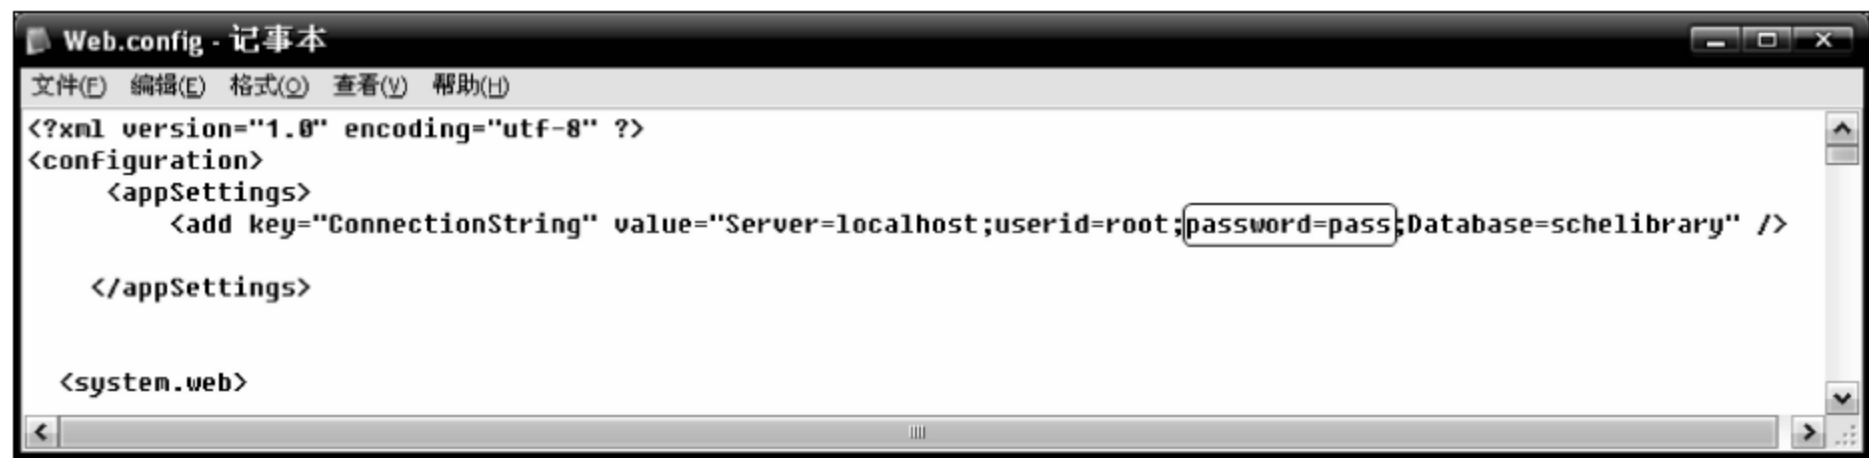 Web.config - 记事本
文件(F) 编辑(E) 格式(O) 查看(V) 帮助(H)
<?xml version="1.0" encoding="utf-8" ?>
<configuration>
<appSettings>
<add key="ConnectionString" value="Server=localhost;userid=root;password=pass;Database=schelibrary" />
</appSettings>
<system.web>